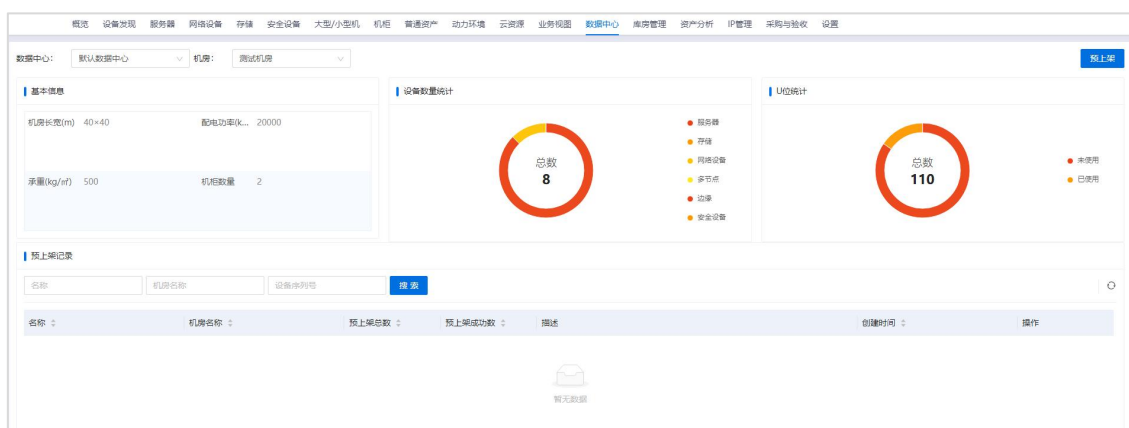 概览 设备发现 服务器 网络设备 存储 安全设备 大型/小型机 机柜 普通资产 动力环境 云资源 业务视图 数据中心 库房管理 资产分析 IP管理 采购与验收 设置
数据中心： 默认数据中心 机房： 测试机房 预上架
基本信息
机房长宽(m) 40×40 配电功率(k... 20000
承重(kg/㎡) 500 机柜数量 2
设备数量统计
总数
8
服务器
存储
网络设备
多节点
边缘
安全设备
U位统计
总数
110
未使用
已使用
预上架记录
名称 机房名称 设备序列号 搜 索
名称 机房名称 预上架总数 预上架成功数 描述 创建时间 操作
暂无数据